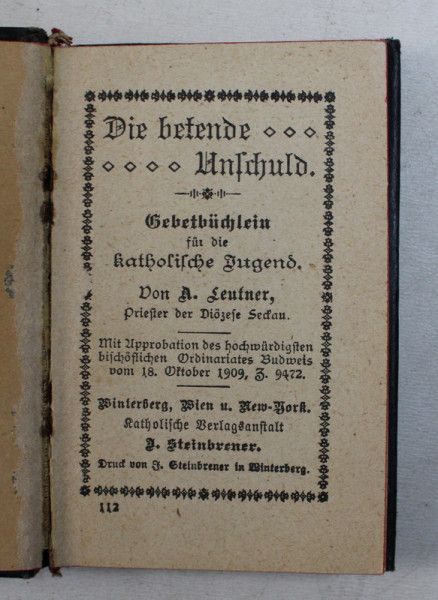 Die betende
Unſchuld.
Gebetbüchlein
für die
katholiſche Jugend.
Von A. Leutner,
Prieſter der Diözeſe Seckau.
Mit Approbation des hochwürdigſten
biſchöflichen Ordinariates Budweis
vom 18. Oktober 1909, Z. 9472.
Winterberg, Wien u. New-York.
Katholiſche Verlagsanſtalt
J. Steinbrener.
Druck von J. Steinbrener in Winterberg.
112